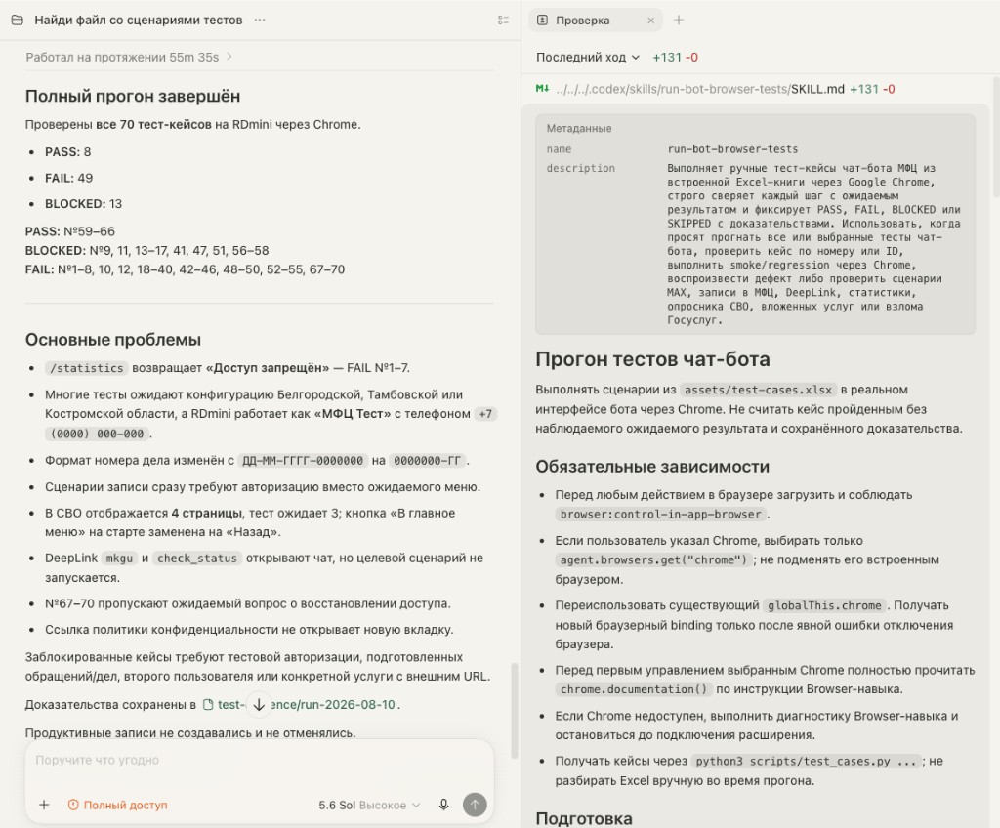 Найди файл со сценариями тестов ···
Работал на протяжении 55m 35s >
Полный прогон завершён
Проверены все 70 тест-кейсов на RDmini через Chrome.
• PASS: 8
• FAIL: 49
• BLOCKED: 13
PASS: №59–66
BLOCKED: №9, 11, 13–17, 41, 47, 51, 56–58
FAIL: №1–8, 10, 12, 18–40, 42–46, 48–50, 52–55, 67–70
Основные проблемы
• /statistics возвращает «Доступ запрещён» — FAIL №1–7.
• Многие тесты ожидают конфигурацию Белгородской, Тамбовской или
Костромской области, а RDmini работает как «МФЦ Тест» с телефоном +7
(0000) 000-000.
• Формат номера дела изменён с ДД-ММ-ГГГГ-0000000 на 0000000-ГГ.
• Сценарии записи сразу требуют авторизацию вместо ожидаемого меню.
• В СВО отображается 4 страницы, тест ожидает 3; кнопка «В главное
меню» на старте заменена на «Назад».
• DeepLink mkgu и check_status открывают чат, но целевой сценарий не
запускается.
• №67–70 пропускают ожидаемый вопрос о восстановлении доступа.
• Ссылка политики конфиденциальности не открывает новую вкладку.
Заблокированные кейсы требуют тестовой авторизации, подготовленных
обращений/дел, второго пользователя или конкретной услуги с внешним URL.
Доказательства сохранены в test- ence/run-2026-08-10.
Продуктивные записи не создавались и не отменялись.
Поручите что угодно
+ Полный доступ 5.6 Sol Высокое
Проверка × +
Последний ход +131 -0
M↓ ../../../.codex/skills/run-bot-browser-tests/SKILL.md +131 -0
Метаданные
name run-bot-browser-tests
description Выполняет ручные тест-кейсы чат-бота МФЦ из
встроенной Excel-книги через Google Chrome,
строго сверяет каждый шаг с ожидаемым
результатом и фиксирует PASS, FAIL, BLOCKED или
SKIPPED с доказательствами. Использовать, когда
просят прогнать все или выбранные тесты чат-
бота, проверить кейс по номеру или ID,
выполнить smoke/regression через Chrome,
воспроизвести дефект либо проверить сценарии
MAX, записи в МФЦ, DeepLink, статистики,
опросника СВО, вложенных услуг или взлома
Госуслуг.
Прогон тестов чат-бота
Выполнять сценарии из assets/test-cases.xlsx в реальном
интерфейсе бота через Chrome. Не считать кейс пройденным без
наблюдаемого ожидаемого результата и сохранённого доказательства.
Обязательные зависимости
• Перед любым действием в браузере загрузить и соблюдать
browser:control-in-app-browser.
• Если пользователь указал Chrome, выбирать только
agent.browsers.get("chrome"); не подменять его встроенным
браузером.
• Переиспользовать существующий globalThis.chrome. Получать
новый браузерный binding только после явной ошибки отключения
браузера.
• Перед первым управлением выбранным Chrome полностью прочитать
chrome.documentation() по инструкции Browser-навыка.
• Если Chrome недоступен, выполнить диагностику Browser-навыка и
остановиться до подключения расширения.
• Получать кейсы через python3 scripts/test_cases.py ...; не
разбирать Excel вручную во время прогона.
Подготовка